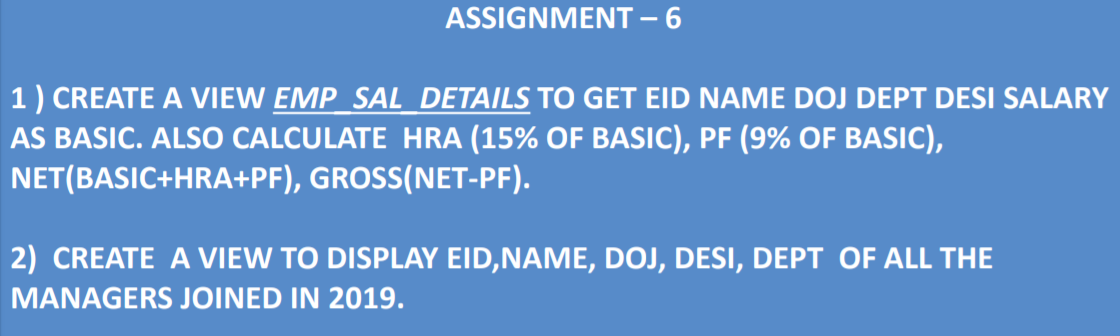 ASSIGNMENT – 6
1 ) CREATE A VIEW EMP_SAL_DETAILS TO GET EID NAME DOJ DEPT DESI SALARY
AS BASIC. ALSO CALCULATE HRA (15% OF BASIC), PF (9% OF BASIC),
NET(BASIC+HRA+PF), GROSS(NET-PF).
2) CREATE A VIEW TO DISPLAY EID,NAME, DOJ, DESI, DEPT OF ALL THE
MANAGERS JOINED IN 2019.